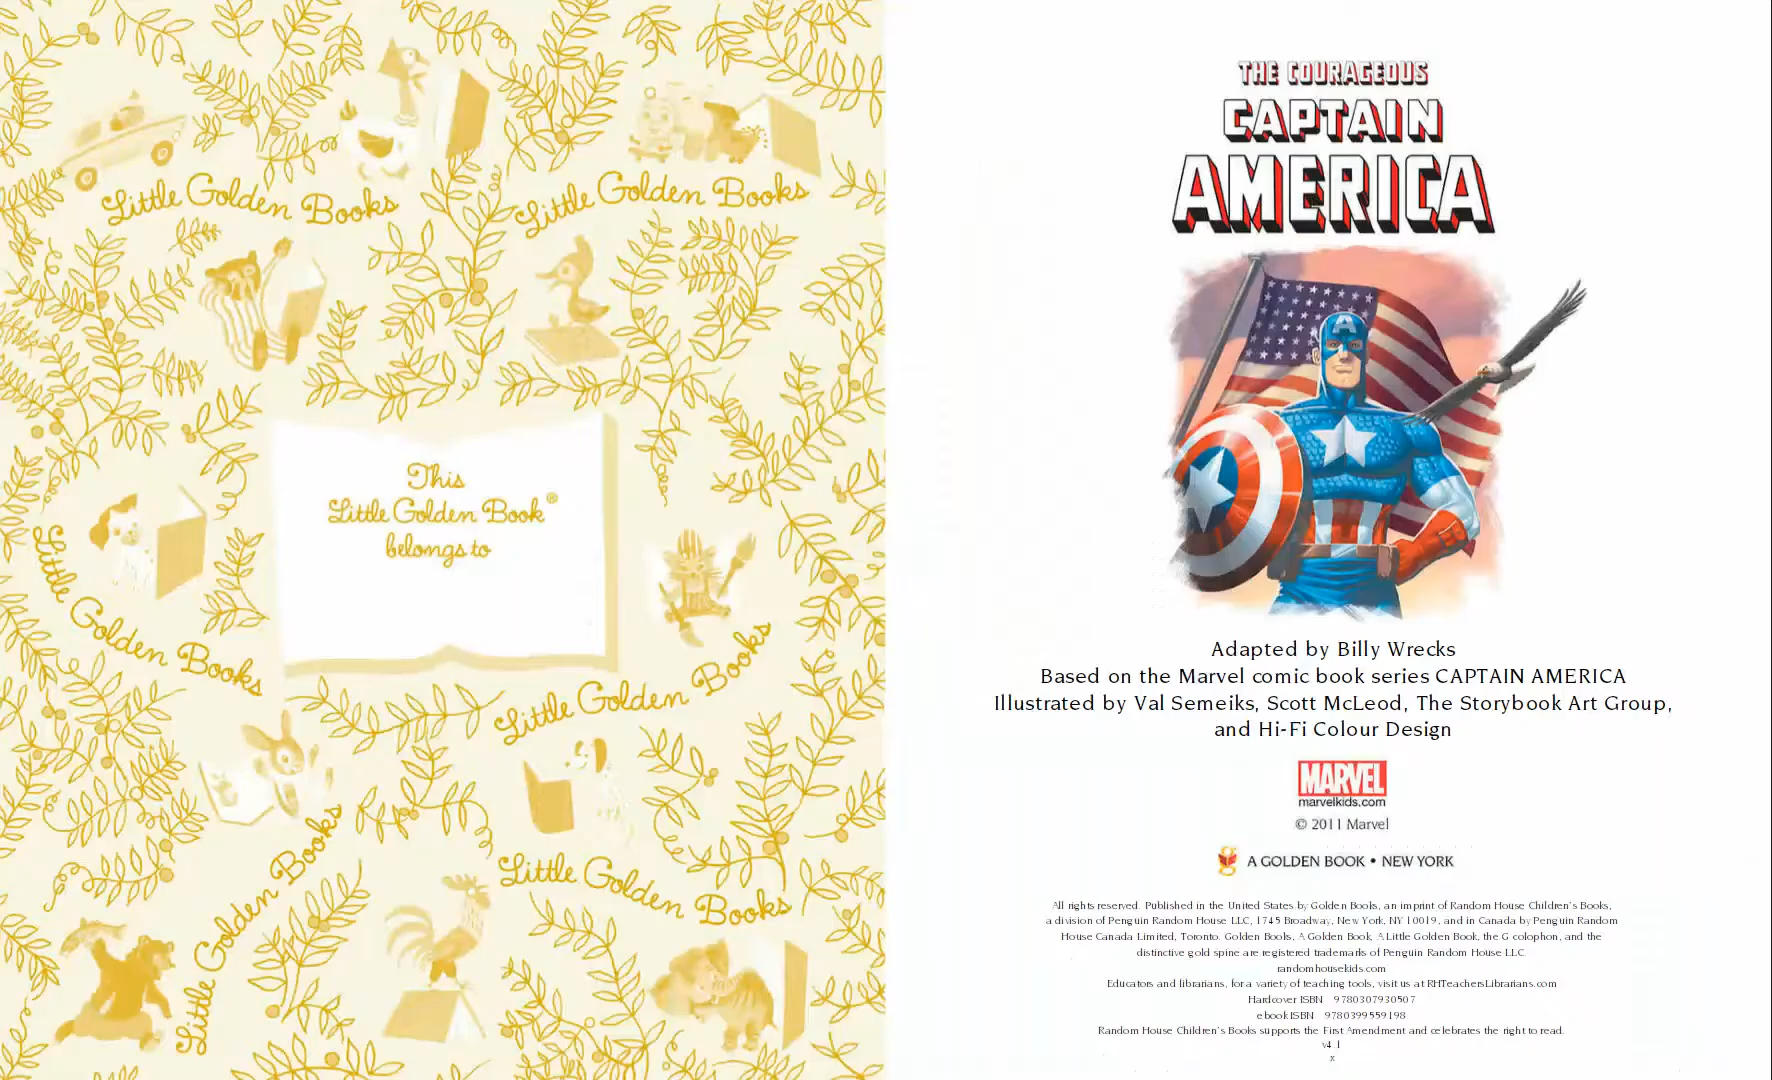 Little Golden Books
Little Golden Books
This
Little Golden Book®
belongs to
Little Golden Books
Little Golden Books
Little Golden Books
Little Golden Books
THE COURAGEOUS
CAPTAIN
AMERICA
A
Adapted by Billy Wrecks
Based on the Marvel comic book series CAPTAIN AMERICA
Illustrated by Val Semeiks, Scott McLeod, The Storybook Art Group,
and Hi-Fi Colour Design
MARVEL
marvelkids.com
© 2011 Marvel
A GOLDEN BOOK • NEW YORK
All rights reserved. Published in the United States by Golden Books, an imprint of Random House Children's Books,
a division of Penguin Random House LLC, 1745 Broadway, New York, NY 10019, and in Canada by Penguin Random
House Canada Limited, Toronto. Golden Books, A Golden Book, A Little Golden Book, the G colophon, and the
distinctive gold spine are registered trademarks of Penguin Random House LLC.
randomhousekids.com
Educators and librarians, for a variety of teaching tools, visit us at RHTeachersLibrarians.com
Hardcover ISBN 9780307930507
ebook ISBN 9780399559198
Random House Children's Books supports the First Amendment and celebrates the right to read.
v4.1
x